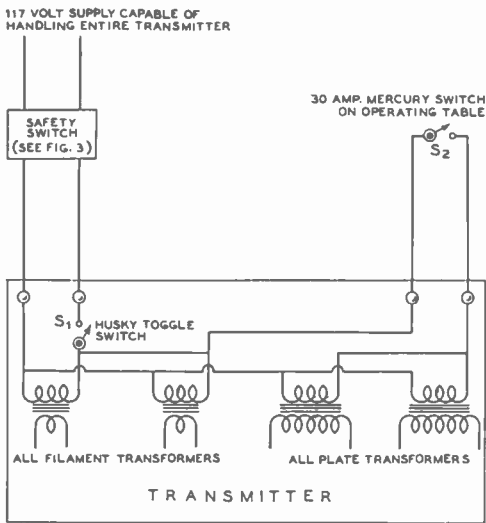 117 VOLT SUPPLY CAPABLE OF
HANDLING ENTIRE TRANSMITTER
30 AMP. MERCURY SWITCH
ON OPERATING TABLE
SAFETY
SWITCH
(SEE FIG. 3)
S2
S1
HUSKY TOGGLE
SWITCH
ALL FILAMENT TRANSFORMERS
ALL PLATE TRANSFORMERS
TRANSMITTER